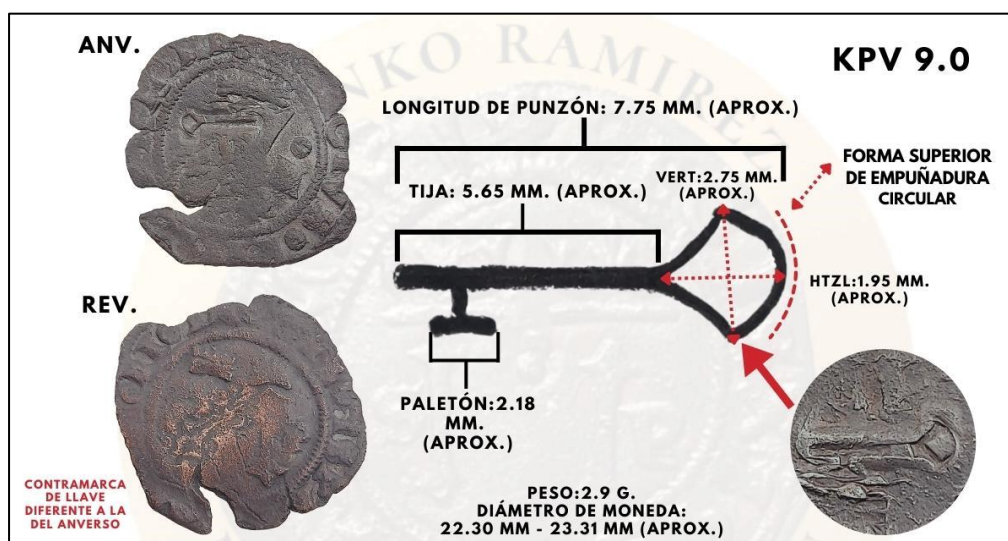 ANV.
NKO RAMIREZ
KPV 9.0
LONGITUD DE PUNZÓN: 7.75 MM. (APROX.)
TIJA: 5.65 MM. (APROX.)
VERT:2.75 MM.
(APROX.)
FORMA SUPERIOR
DE EMPUÑADURA
CIRCULAR
HTZL:1.95 MM.
(APROX.)
REV.
PALETÓN:2.18
MM.
(APROX.)
CONTRAMARCA
DE LLAVE
DIFERENTE A LA
DEL ANVERSO
PESO:2.9 G.
DIÁMETRO DE MONEDA:
22.30 MM - 23.31 MM (APROX.)